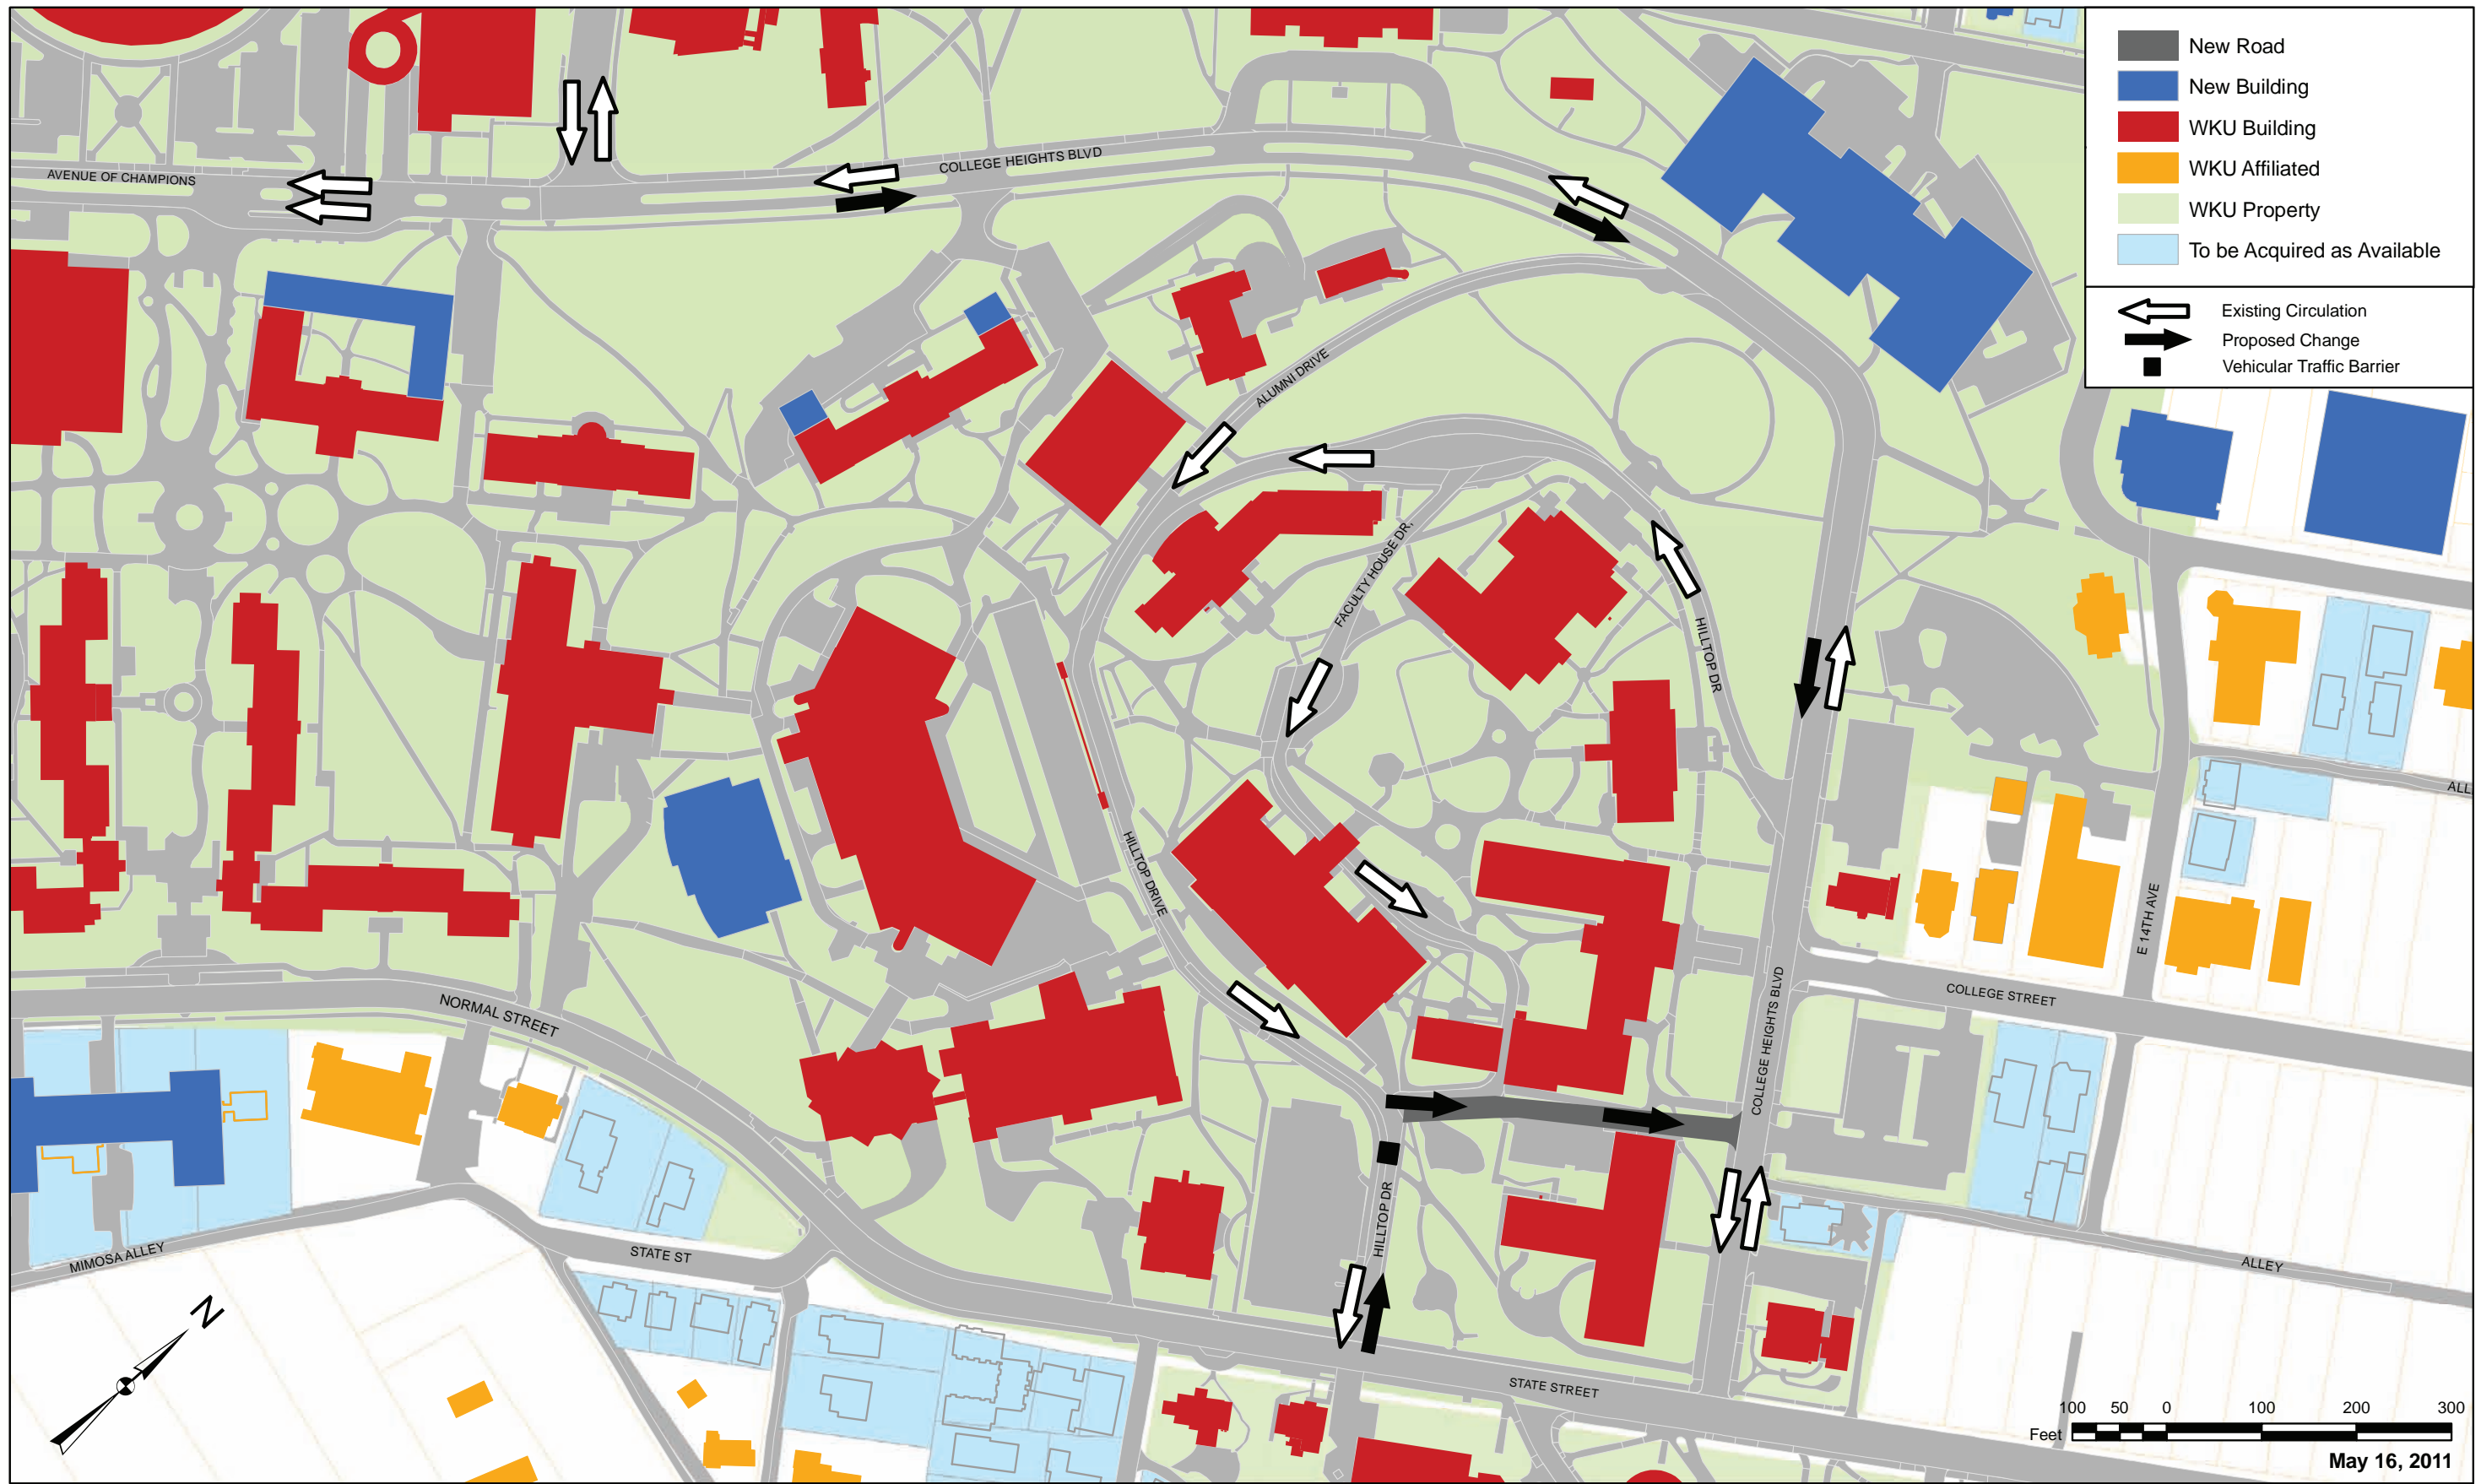 New Road
New Building
WKU Building
WKU Affiliated
WKU Property
To be Acquired as Available
Existing Circulation
Proposed Change
Vehicular Traffic Barrier
AVENUE OF CHAMPIONS
COLLEGE HEIGHTS BLVD
ALUMNI DRIVE
FACULTY HOUSE DR.
HILLTOP DR
HILLTOP DRIVE
ALL
E 14TH AVE
COLLEGE STREET
COLLEGE HEIGHTS BLVD
NORMAL STREET
HILLTOP DR
MIMOSA ALLEY
STATE ST
ALLEY
STATE STREET
N
100 50 0 100 200 300
Feet
May 16, 2011